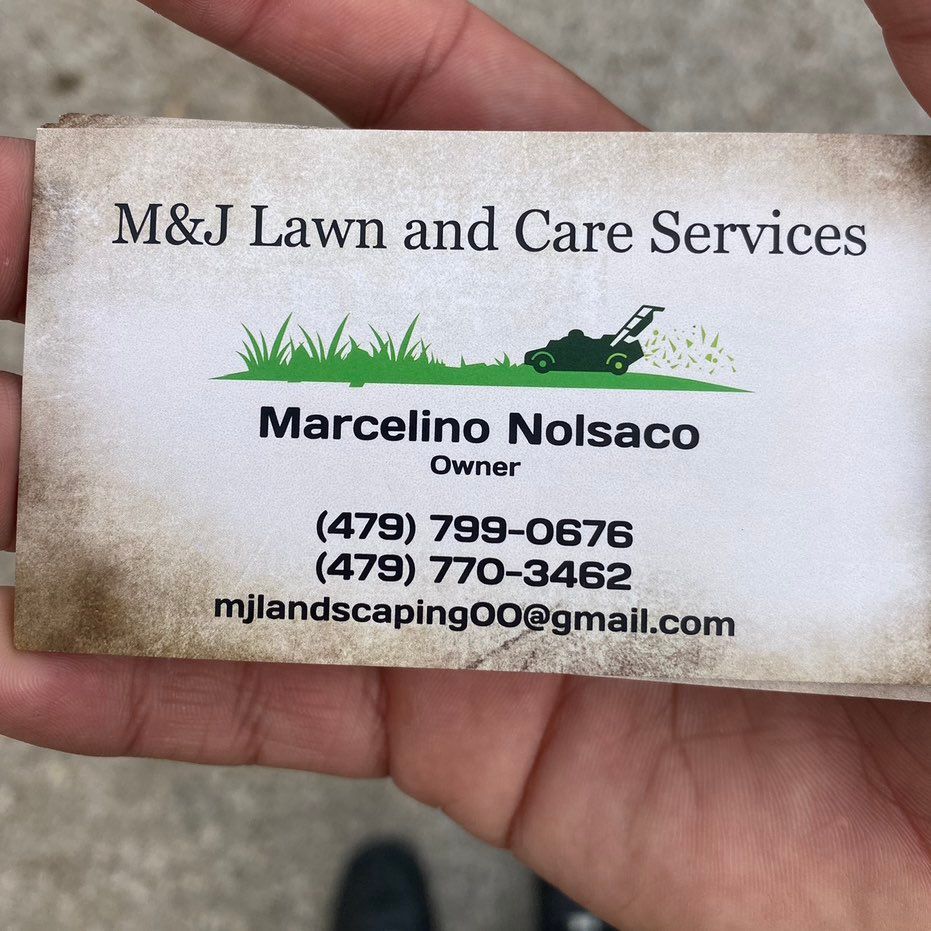 M&J Lawn and Care Services
Marcelino Nolsaco
Owner
(479) 799-0676
(479) 770-3462
mjlandscaping00@gmail.com